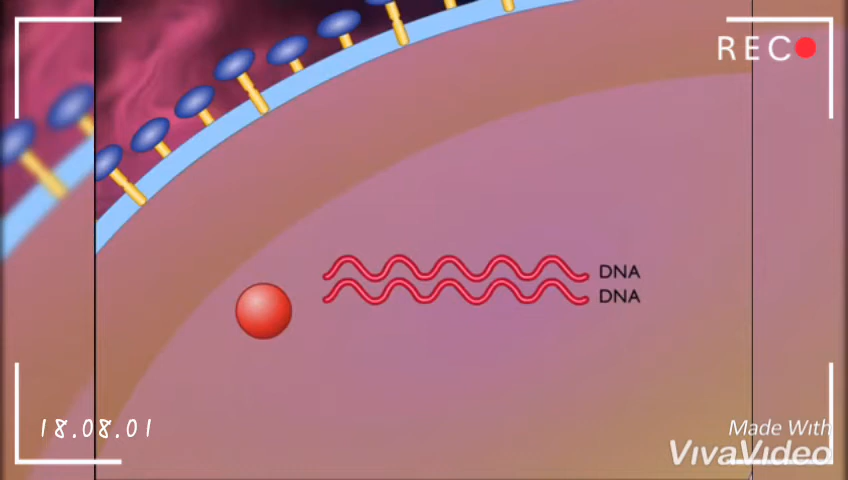 REC
DNA
DNA
18.08.01
Made With
VivaVideo